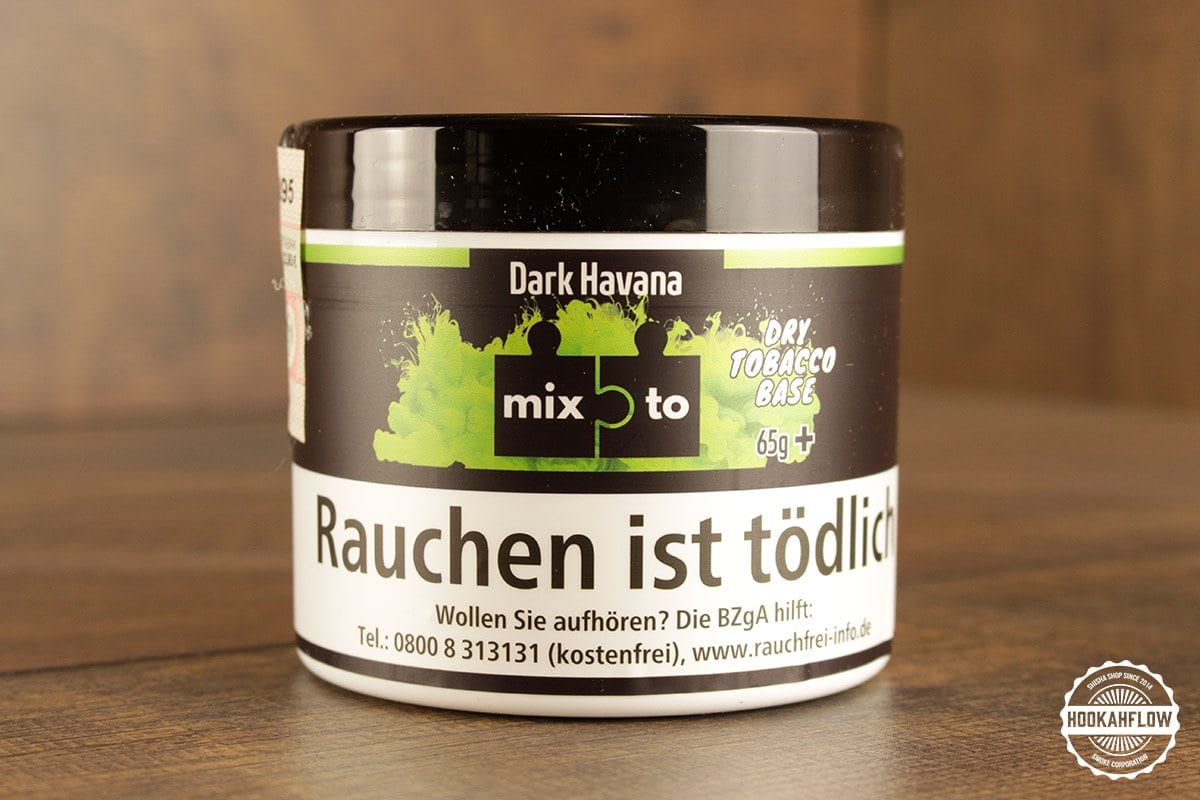 95
Dark Havana
mix to
DRY
TOBACCO
BASE
65g +
Rauchen ist tödlich
Wollen Sie aufhören? Die BZgA hilft:
Tel.: 0800 8 313131 (kostenfrei), www.rauchfrei-info.de
SHISHA SHOP SINCE 2014
HOOKAHFLOW
SMOKE CORPORATION